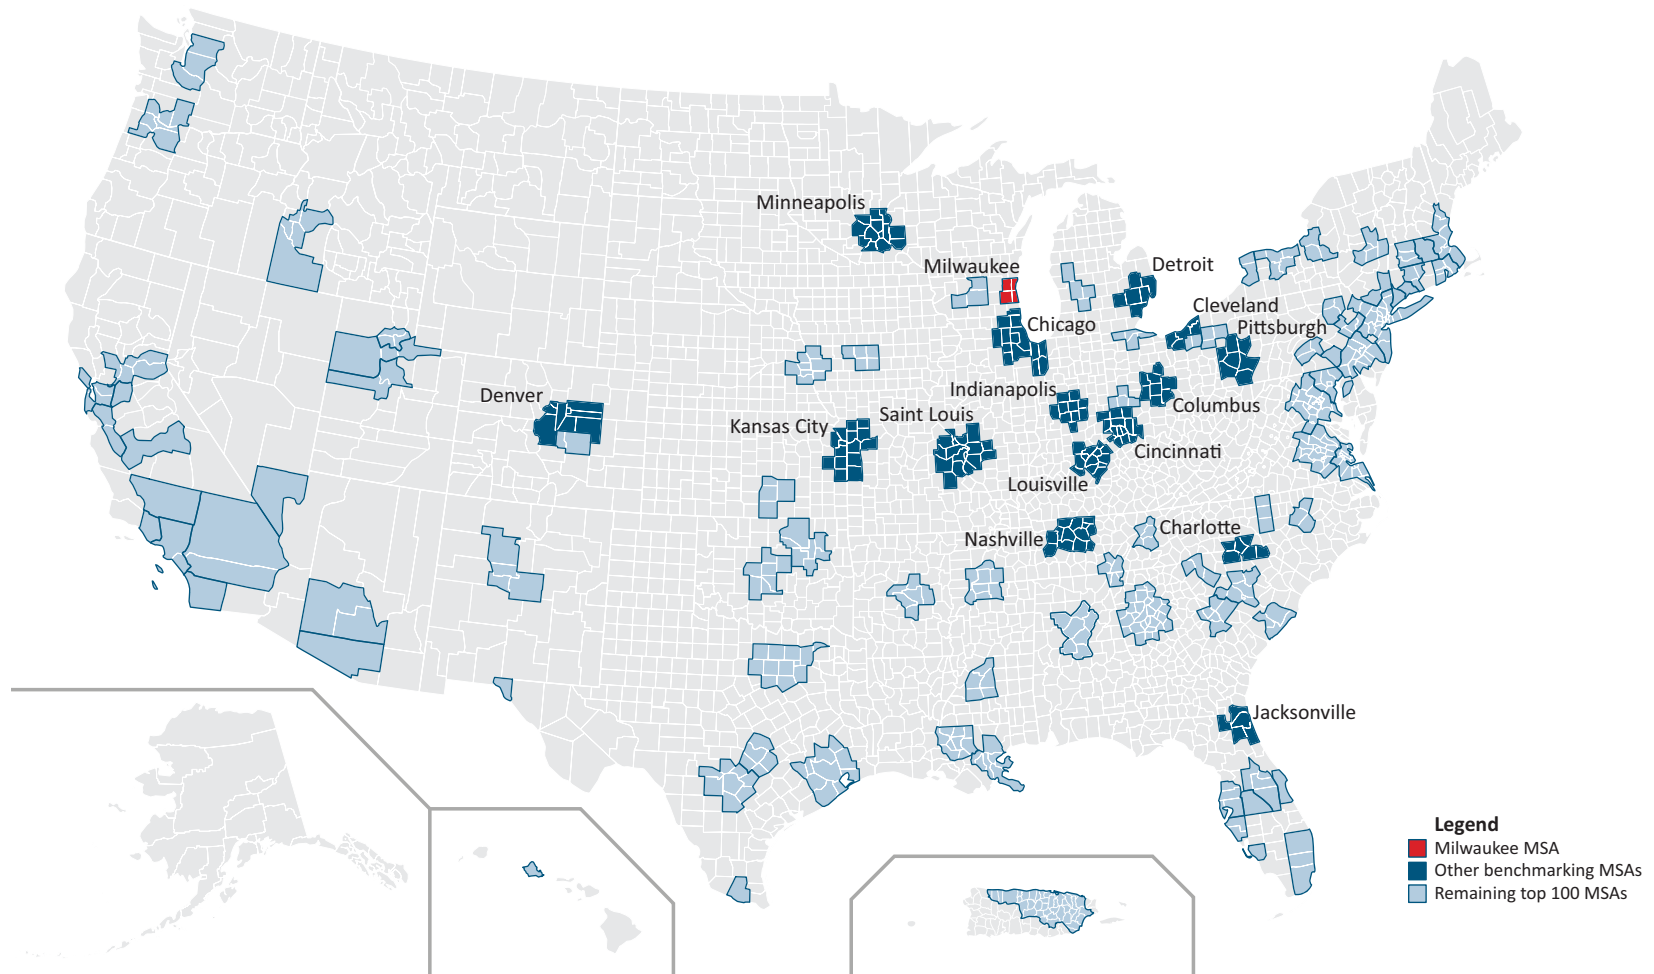 Minneapolis
Milwaukee
Detroit
Cleveland
Chicago
Pittsburgh
Denver
Indianapolis
Columbus
Saint Louis
Kansas City
Cincinnati
Louisville
Charlotte
Nashville
Jacksonville
Legend
Milwaukee MSA
Other benchmarking MSAs
Remaining top 100 MSAs